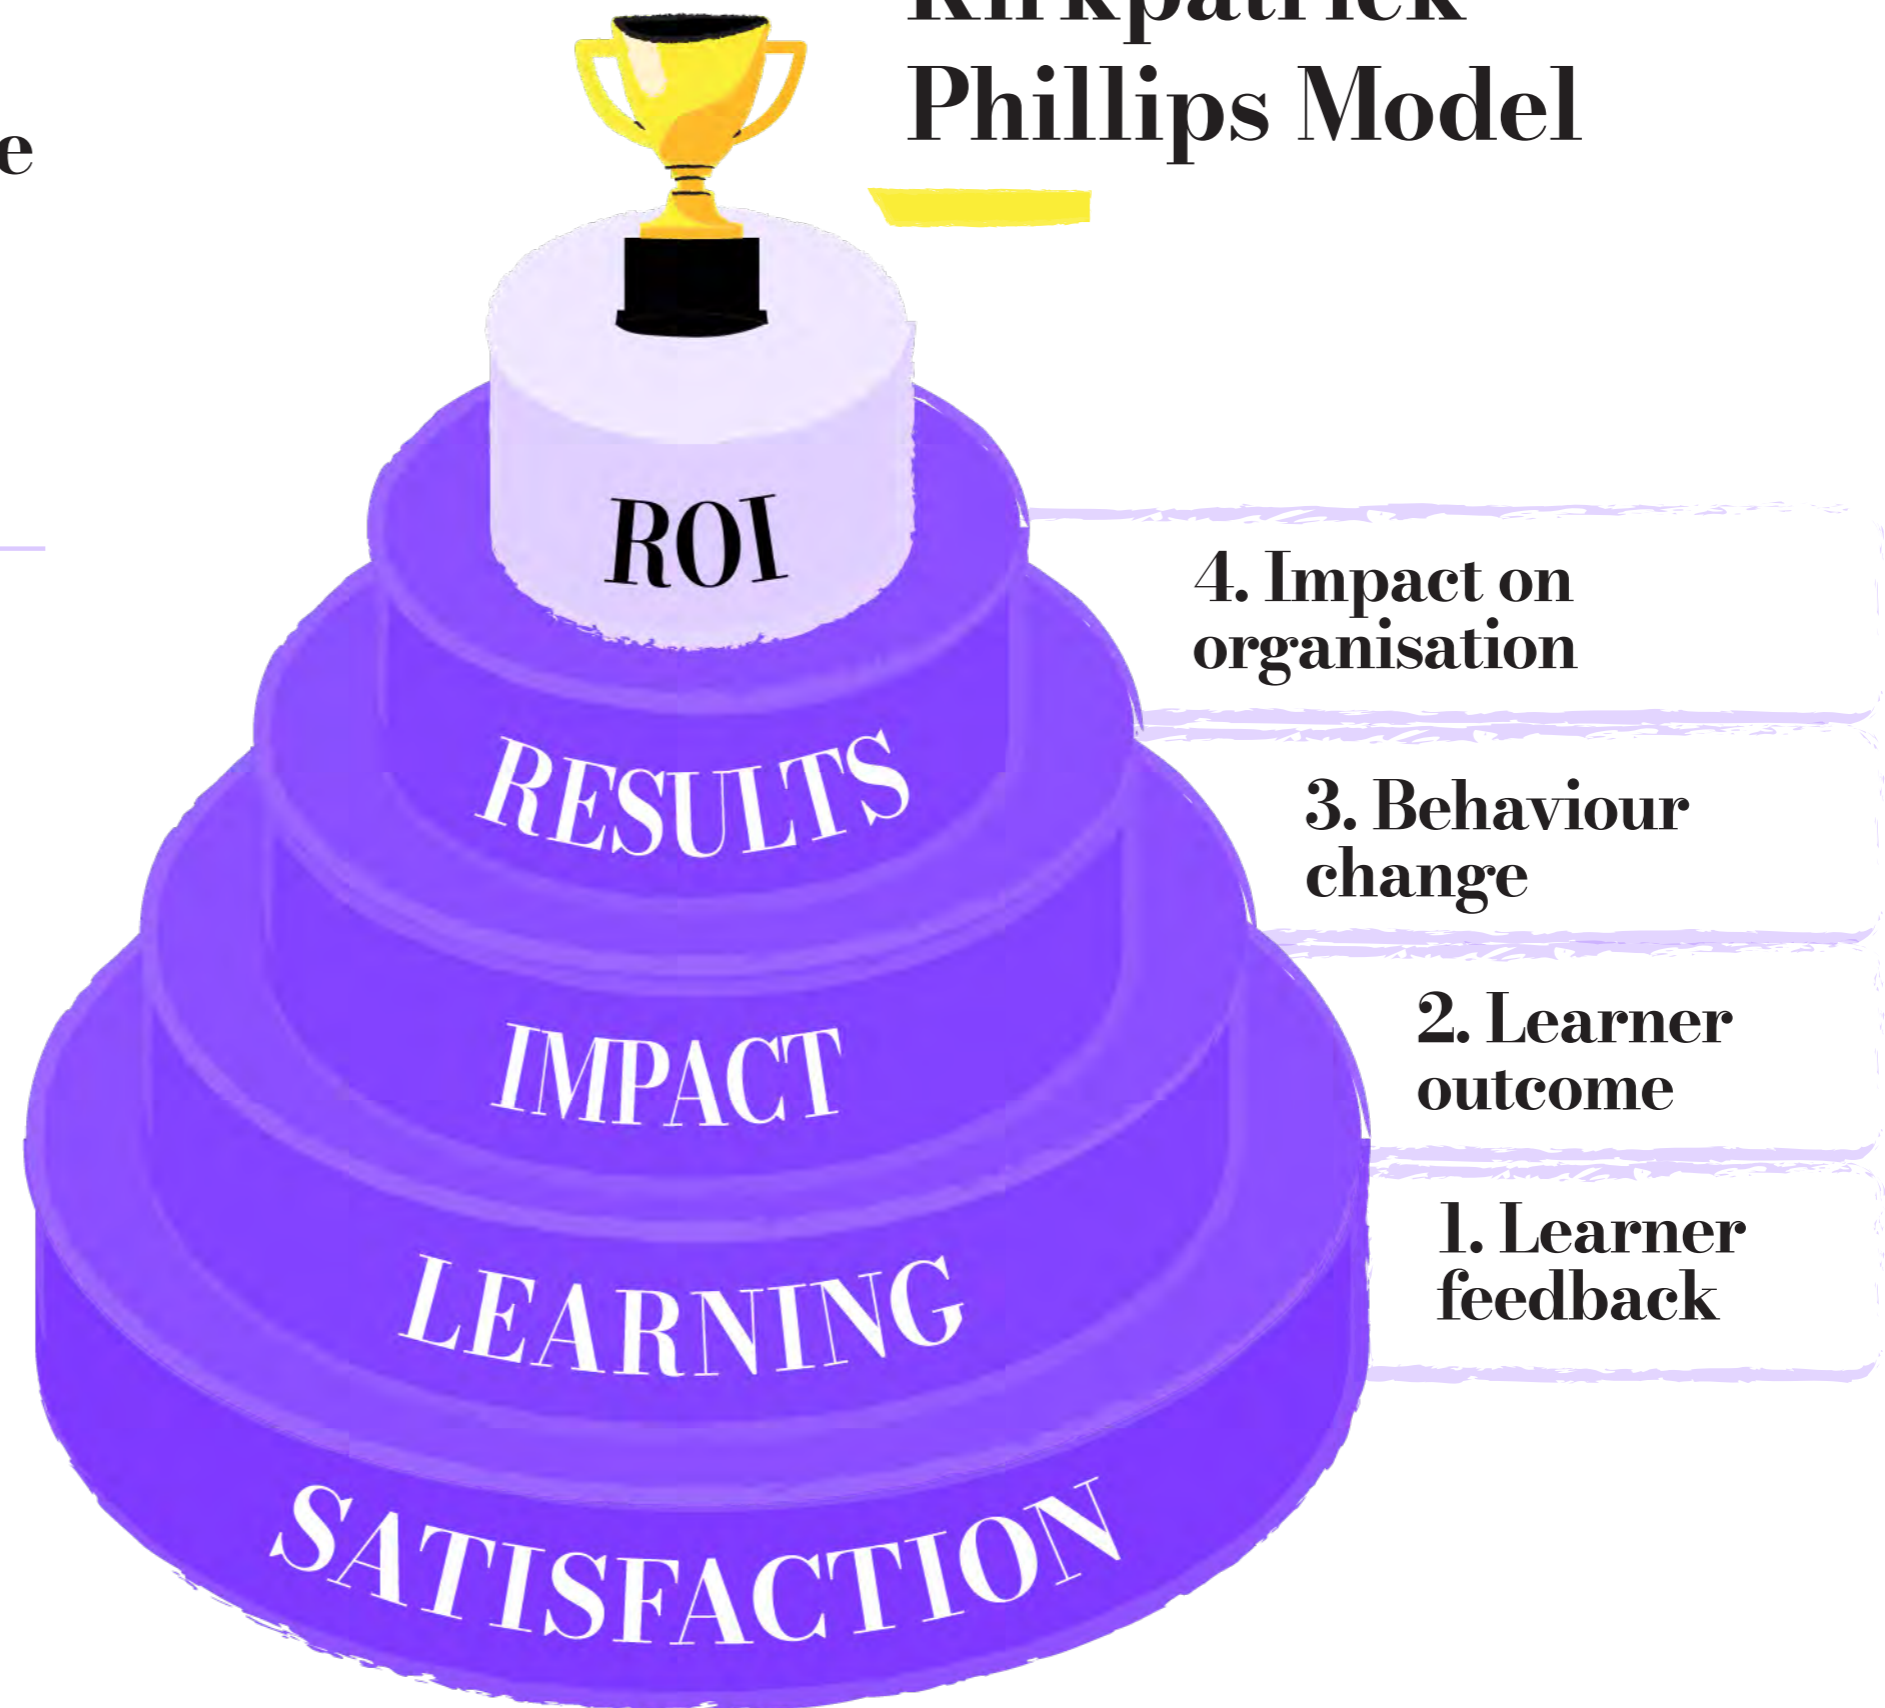 Kirkpatrick
Phillips Model
e
ROI
4. Impact on
organisation
RESULTS
3. Behaviour
change
IMPACT
2. Learner
outcome
LEARNING
1. Learner
feedback
SATISFACTION